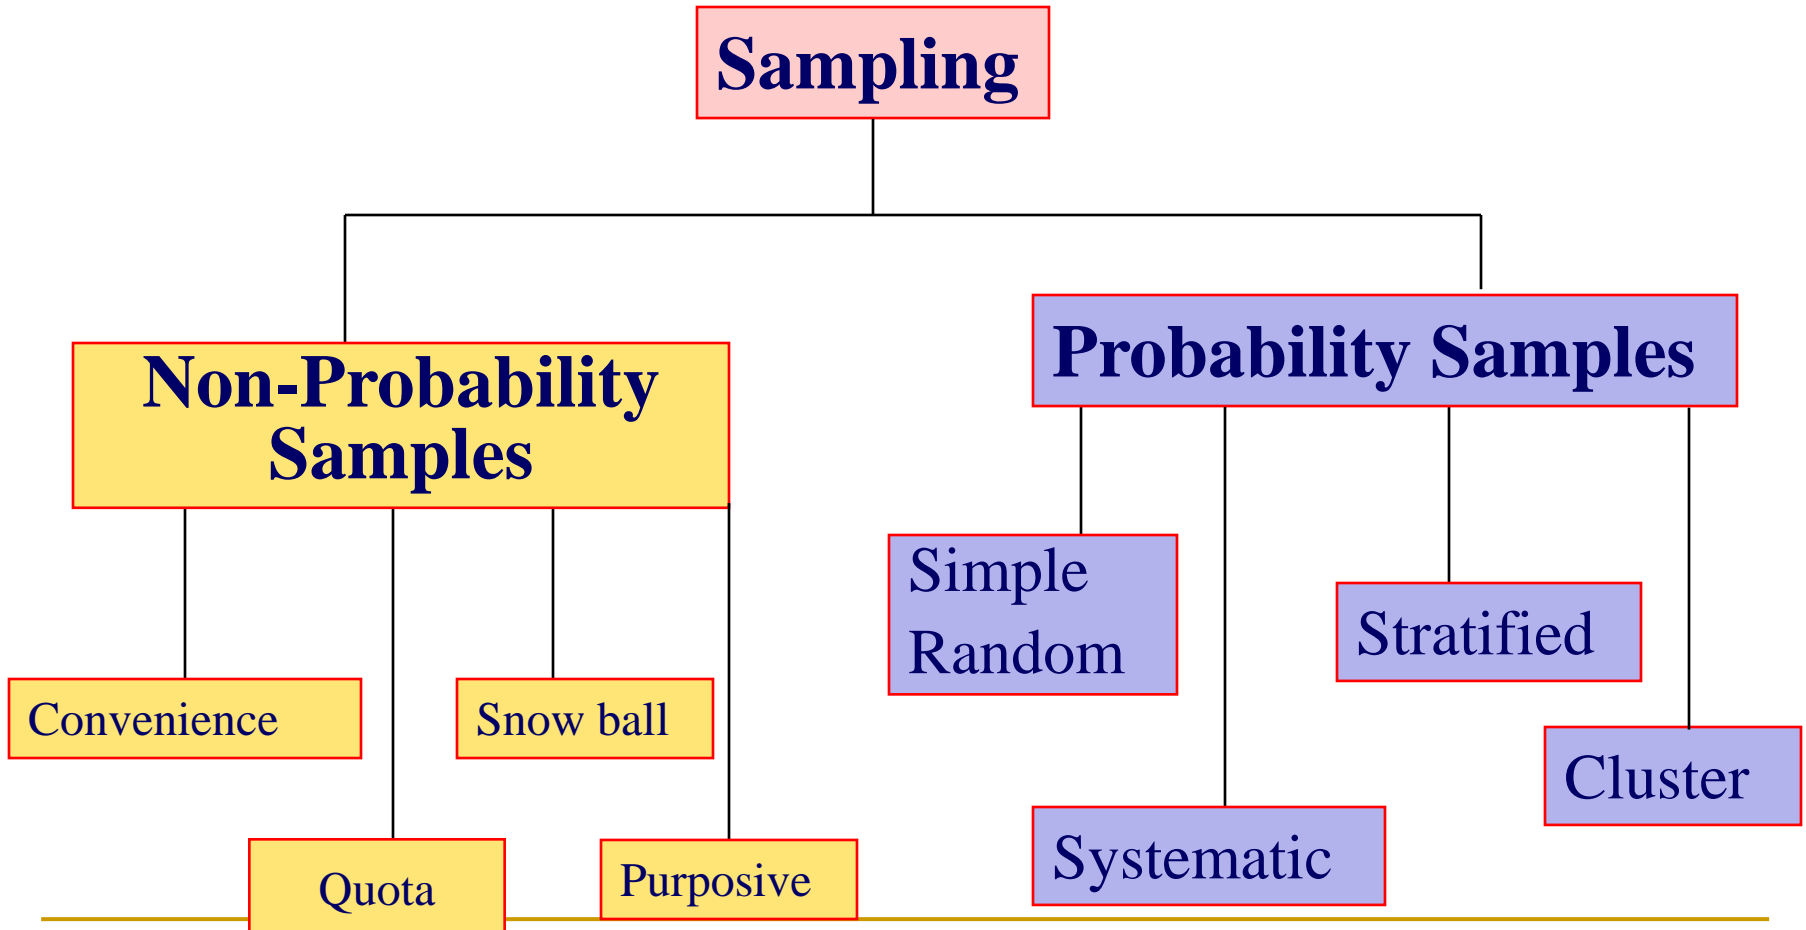 Sampling
Non-Probability
Samples
Probability Samples
Convenience
Quota
Snow ball
Purposive
Simple
Random
Systematic
Stratified
Cluster